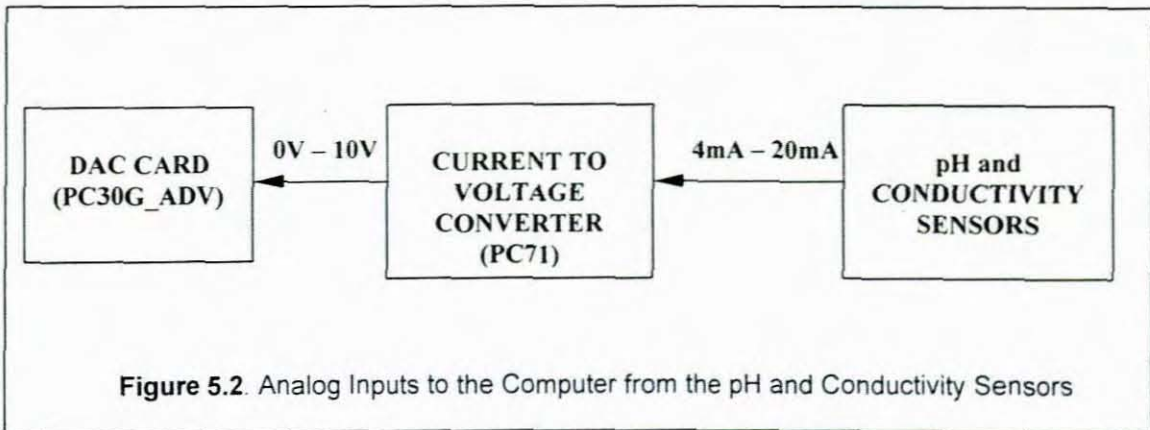 DAC CARD
(PC30G_ADV)
0V – 10V
CURRENT TO
VOLTAGE
CONVERTER
(PC71)
4mA – 20mA
pH and
CONDUCTIVITY
SENSORS
Figure 5.2. Analog Inputs to the Computer from the pH and Conductivity Sensors